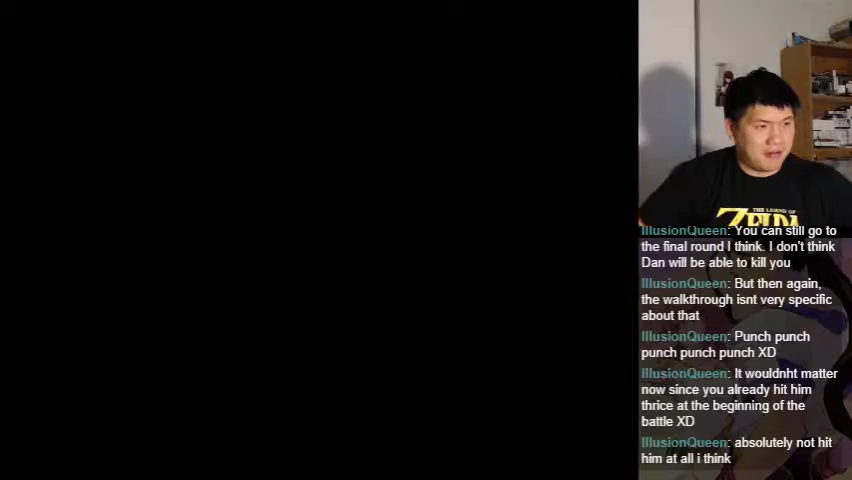 THE LEGEND OF
ZELDA
IllusionQueen: You can still go to
the final round I think. I don't think
Dan will be able to kill you
IllusionQueen: But then again,
the walkthrough isnt very specific
about that
IllusionQueen: Punch punch
punch punch punch XD
IllusionQueen: It wouldnht matter
now since you already hit him
thrice at the beginning of the
battle XD
IllusionQueen: absolutely not hit
him at all i think